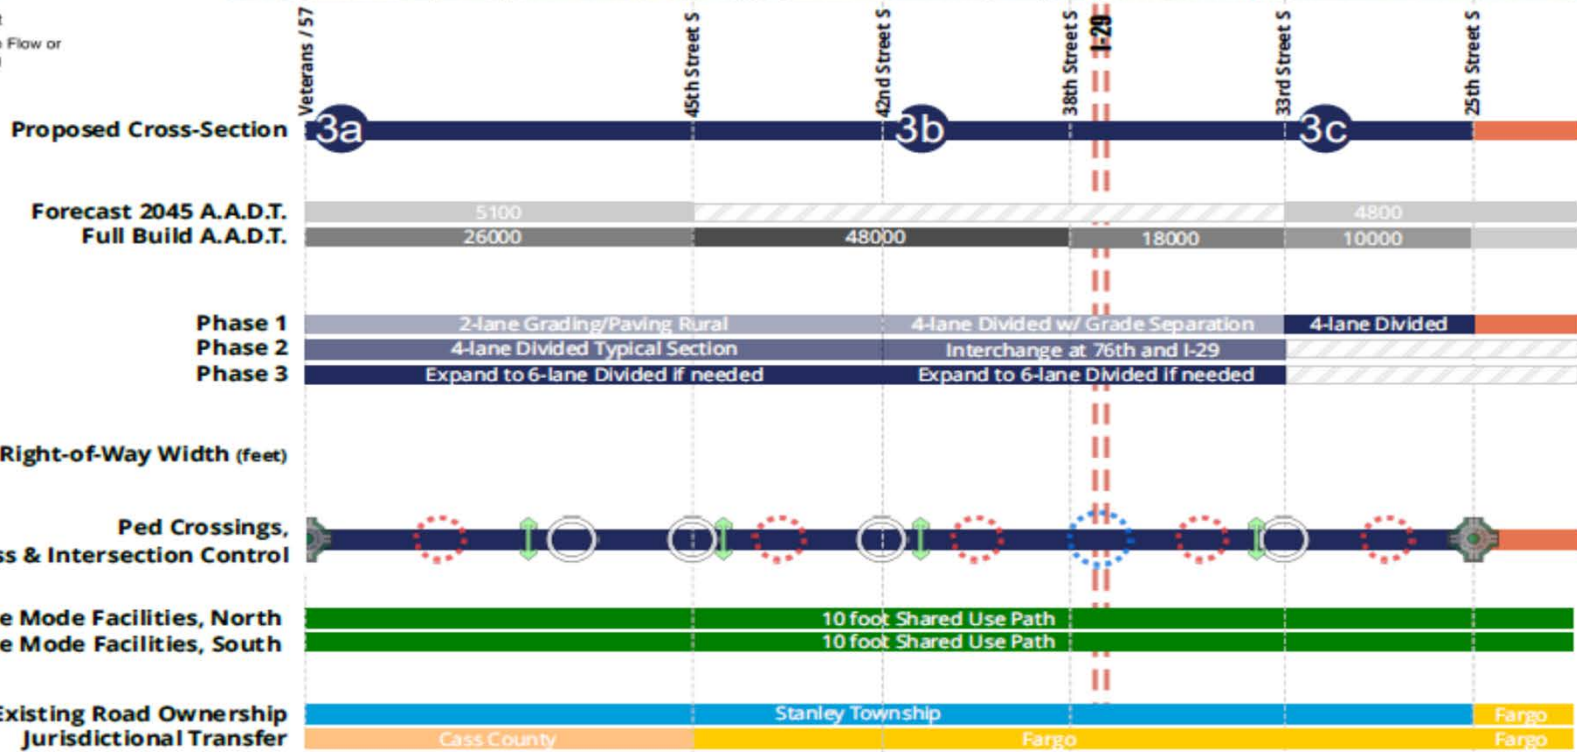 Flow or
Veterans / 57
45th Street S
42nd Street S
38th Street S
I-29
33rd Street S
25th Street S
Proposed Cross-Section
3a
3b
3c
Forecast 2045 A.A.D.T.
5100
4800
Full Build A.A.D.T.
26000
48000
18000
10000
Phase 1
2-lane Grading/Paving Rural
4-lane Divided w/ Grade Separation
4-lane Divided
Phase 2
4-lane Divided Typical Section
Interchange at 76th and I-29
Phase 3
Expand to 6-lane Divided if needed
Expand to 6-lane Divided if needed
Right-of-Way Width (feet)
Ped Crossings,
ss & Intersection Control
e Mode Facilities, North
10 foot Shared Use Path
e Mode Facilities, South
10 foot Shared Use Path
Existing Road Ownership
Stanley Township
Fargo
Jurisdictional Transfer
Cass County
Fargo
Fargo